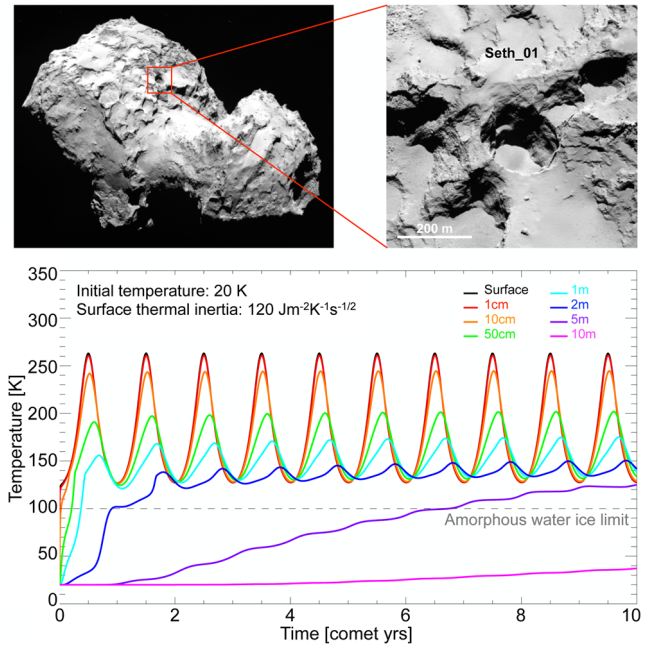 Seth_01
200 m
Initial temperature: 20 K
Surface thermal inertia: 120 Jm⁻²K⁻¹s⁻¹/²
Surface
1cm
10cm
50cm
1m
2m
5m
10m
Temperature [K]
350
300
250
200
150
100
50
0
Amorphous water ice limit
0
2
4
6
8
10
Time [comet yrs]